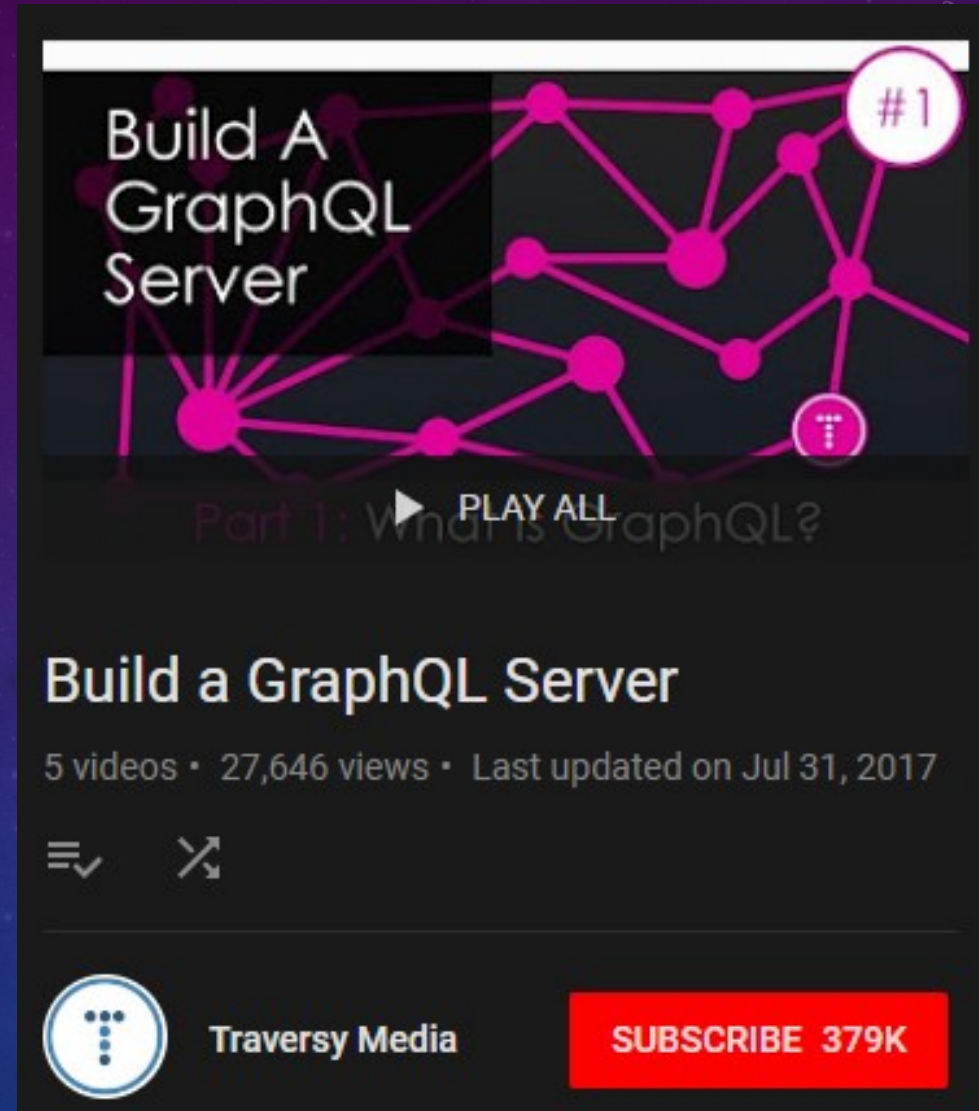 Build A
GraphQL
Server
#1
T
PLAY ALL
Part 1: What is GraphQL?
Build a GraphQL Server
5 videos • 27,646 views • Last updated on Jul 31, 2017
T
Traversy Media
SUBSCRIBE 379K